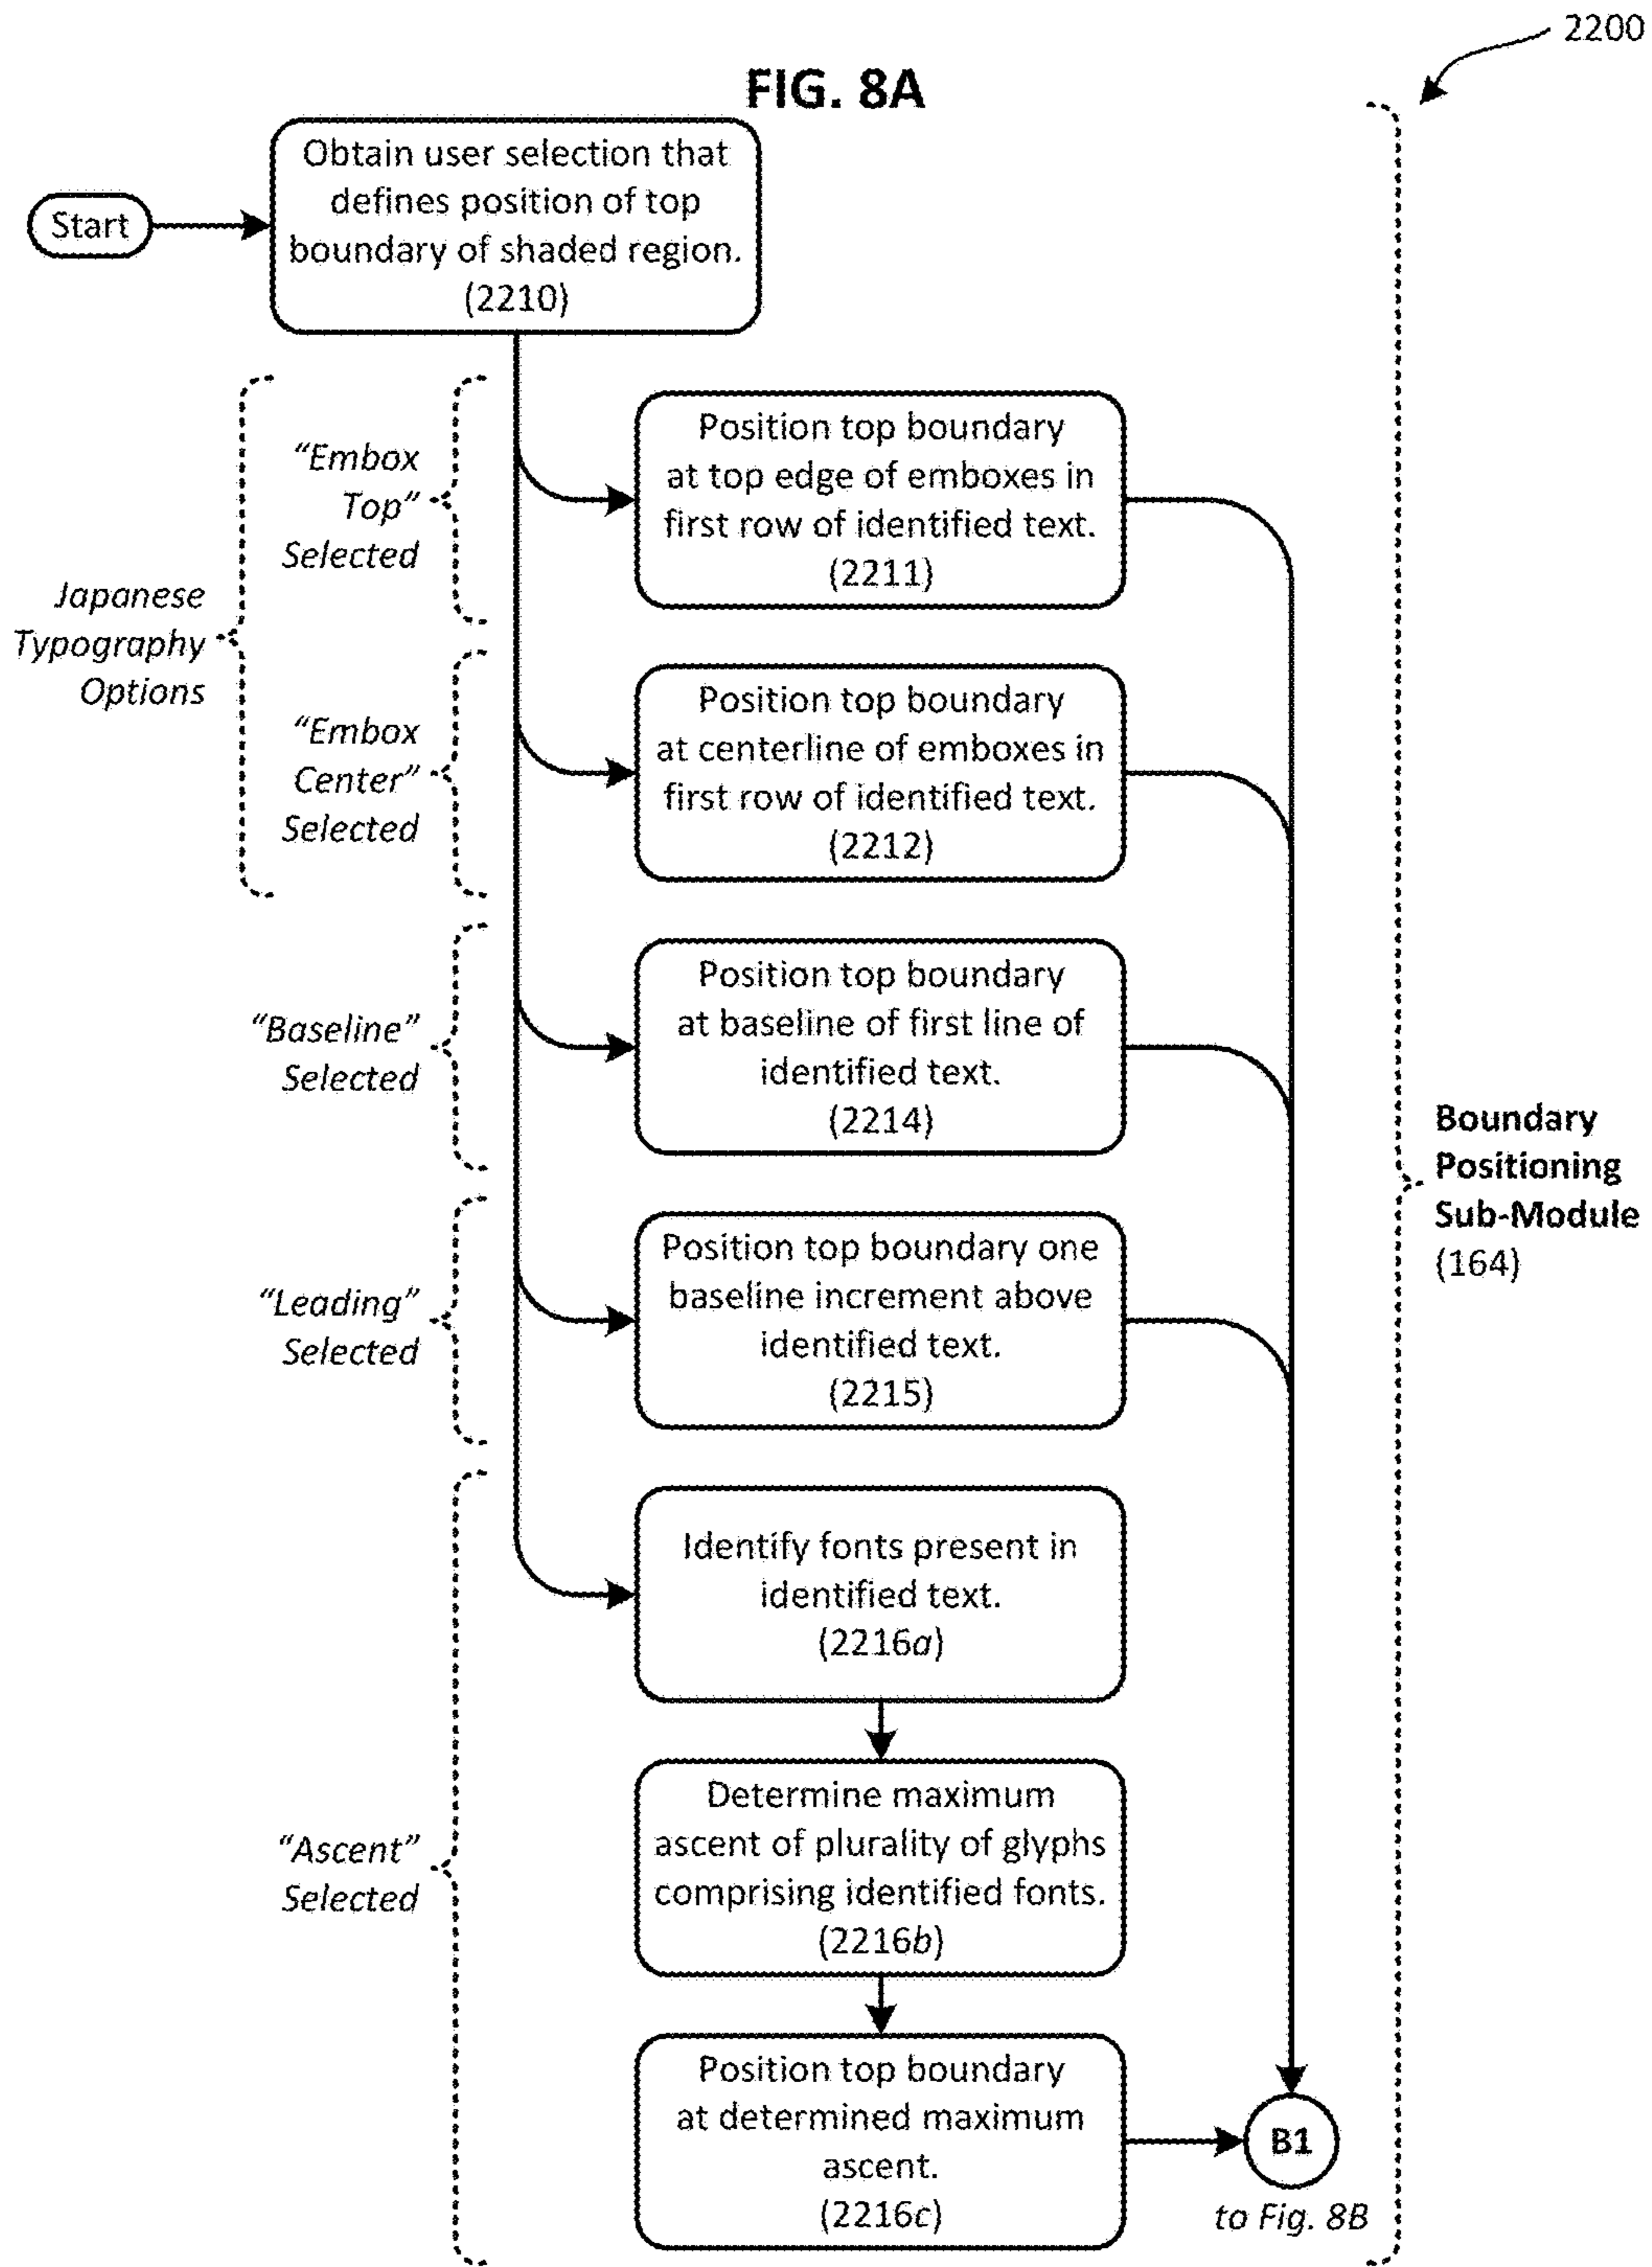 2200
FIG. 8A
Start
Obtain user selection that
defines position of top
boundary of shaded region.
(2210)
Japanese
Typography
Options
“Embox
Top”
Selected
Position top boundary
at top edge of emboxes in
first row of identified text.
(2211)
“Embox
Center”
Selected
Position top boundary
at centerline of emboxes in
first row of identified text.
(2212)
“Baseline”
Selected
Position top boundary
at baseline of first line of
identified text.
(2214)
“Leading”
Selected
Position top boundary one
baseline increment above
identified text.
(2215)
“Ascent”
Selected
Identify fonts present in
identified text.
(2216a)
Determine maximum
ascent of plurality of glyphs
comprising identified fonts.
(2216b)
Position top boundary
at determined maximum
ascent.
(2216c)
B1
to Fig. 8B
Boundary
Positioning
Sub-Module
(164)